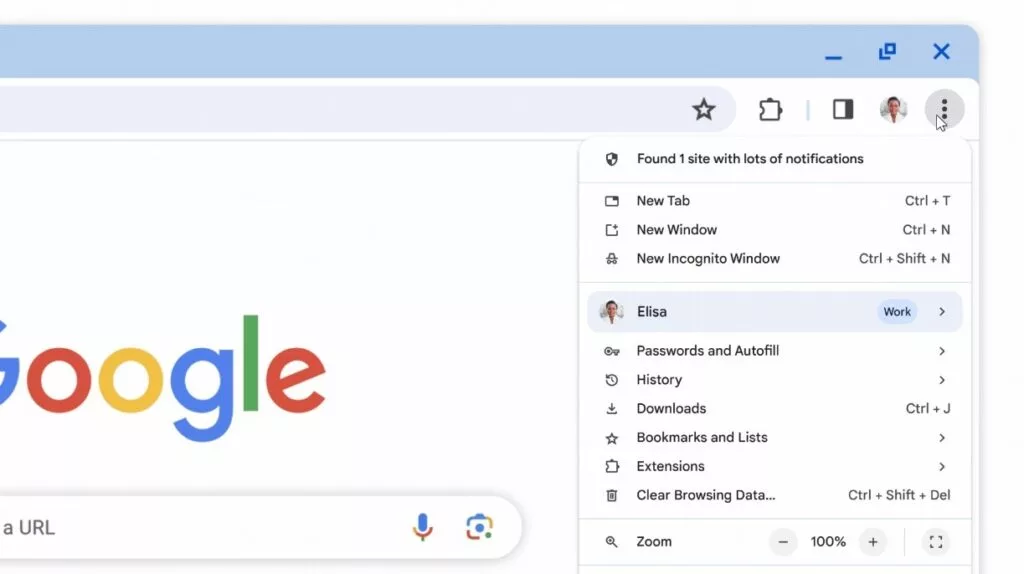 Found 1 site with lots of notifications
New Tab Ctrl + T
New Window Ctrl + N
New Incognito Window Ctrl + Shift + N
Elisa Work
Passwords and Autofill
History
Downloads Ctrl + J
Bookmarks and Lists
Extensions
Clear Browsing Data... Ctrl + Shift + Del
Zoom − 100% +
Google
a URL